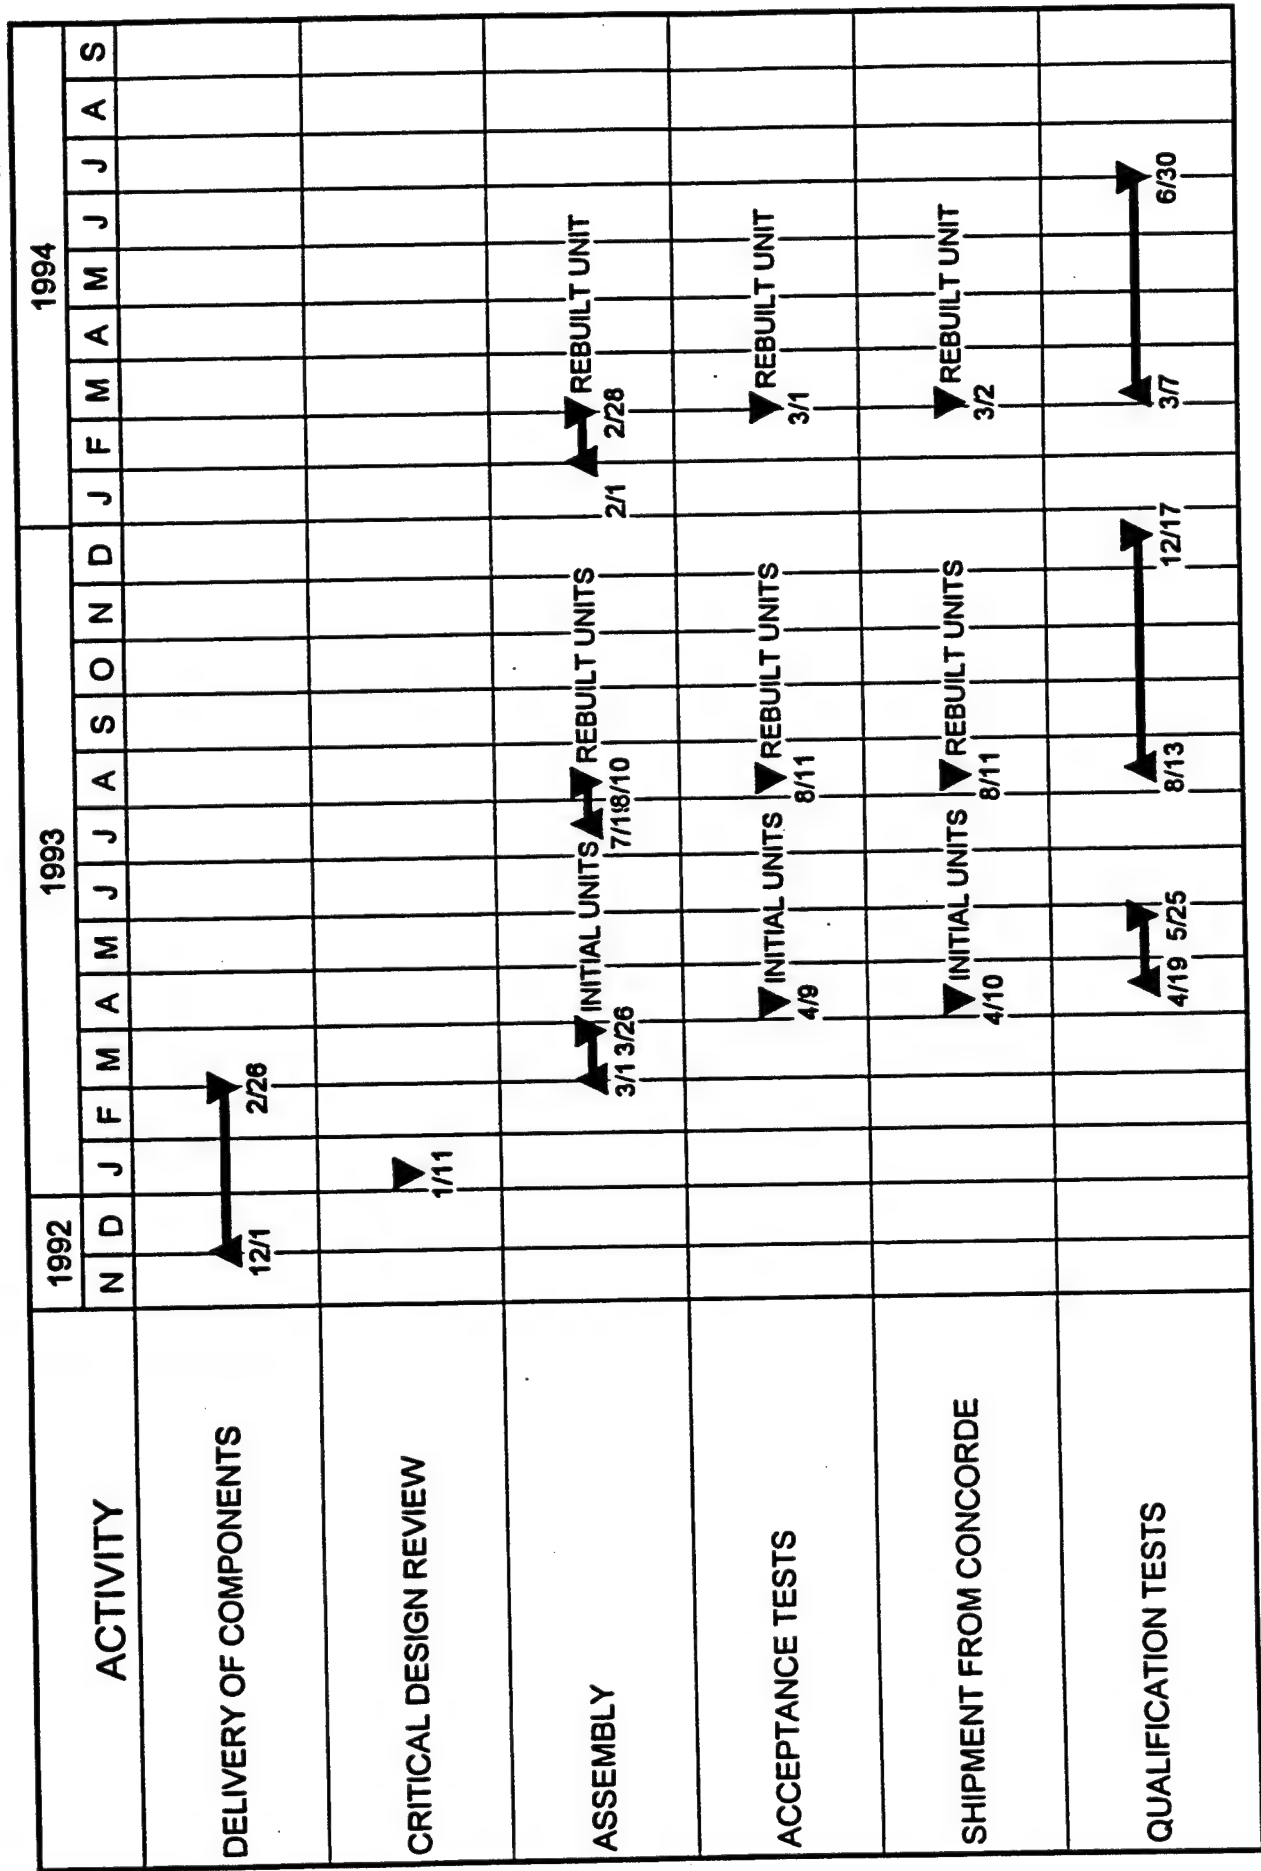 ACTIVITY
1992 1993 1994
N D J F M A M J J A S O N D J F M A M J J A S
DELIVERY OF COMPONENTS
12/1 2/26
CRITICAL DESIGN REVIEW
1/11
ASSEMBLY
INITIAL UNITS REBUILT UNITS REBUILT UNIT
3/1 3/26 8/10 2/1 2/28
ACCEPTANCE TESTS
INITIAL UNITS REBUILT UNITS REBUILT UNIT
4/9 8/11 3/1
SHIPMENT FROM CONCORDE
INITIAL UNITS REBUILT UNITS REBUILT UNIT
4/10 8/11 3/2
QUALIFICATION TESTS
4/19 5/25 8/13 12/17 3/7 6/30